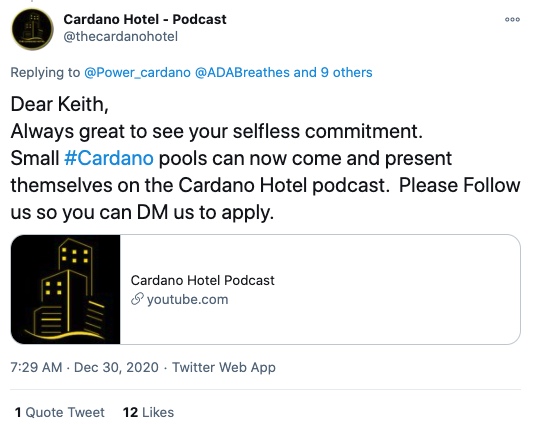 Cardano Hotel - Podcast
@thecardanohotel
Replying to @Power_cardano @ADABreathes and 9 others
Dear Keith,
Always great to see your selfless commitment.
Small #Cardano pools can now come and present
themselves on the Cardano Hotel podcast.  Please Follow
us so you can DM us to apply.
Cardano Hotel Podcast
youtube.com
7:29 AM · Dec 30, 2020 · Twitter Web App
1 Quote Tweet 12 Likes